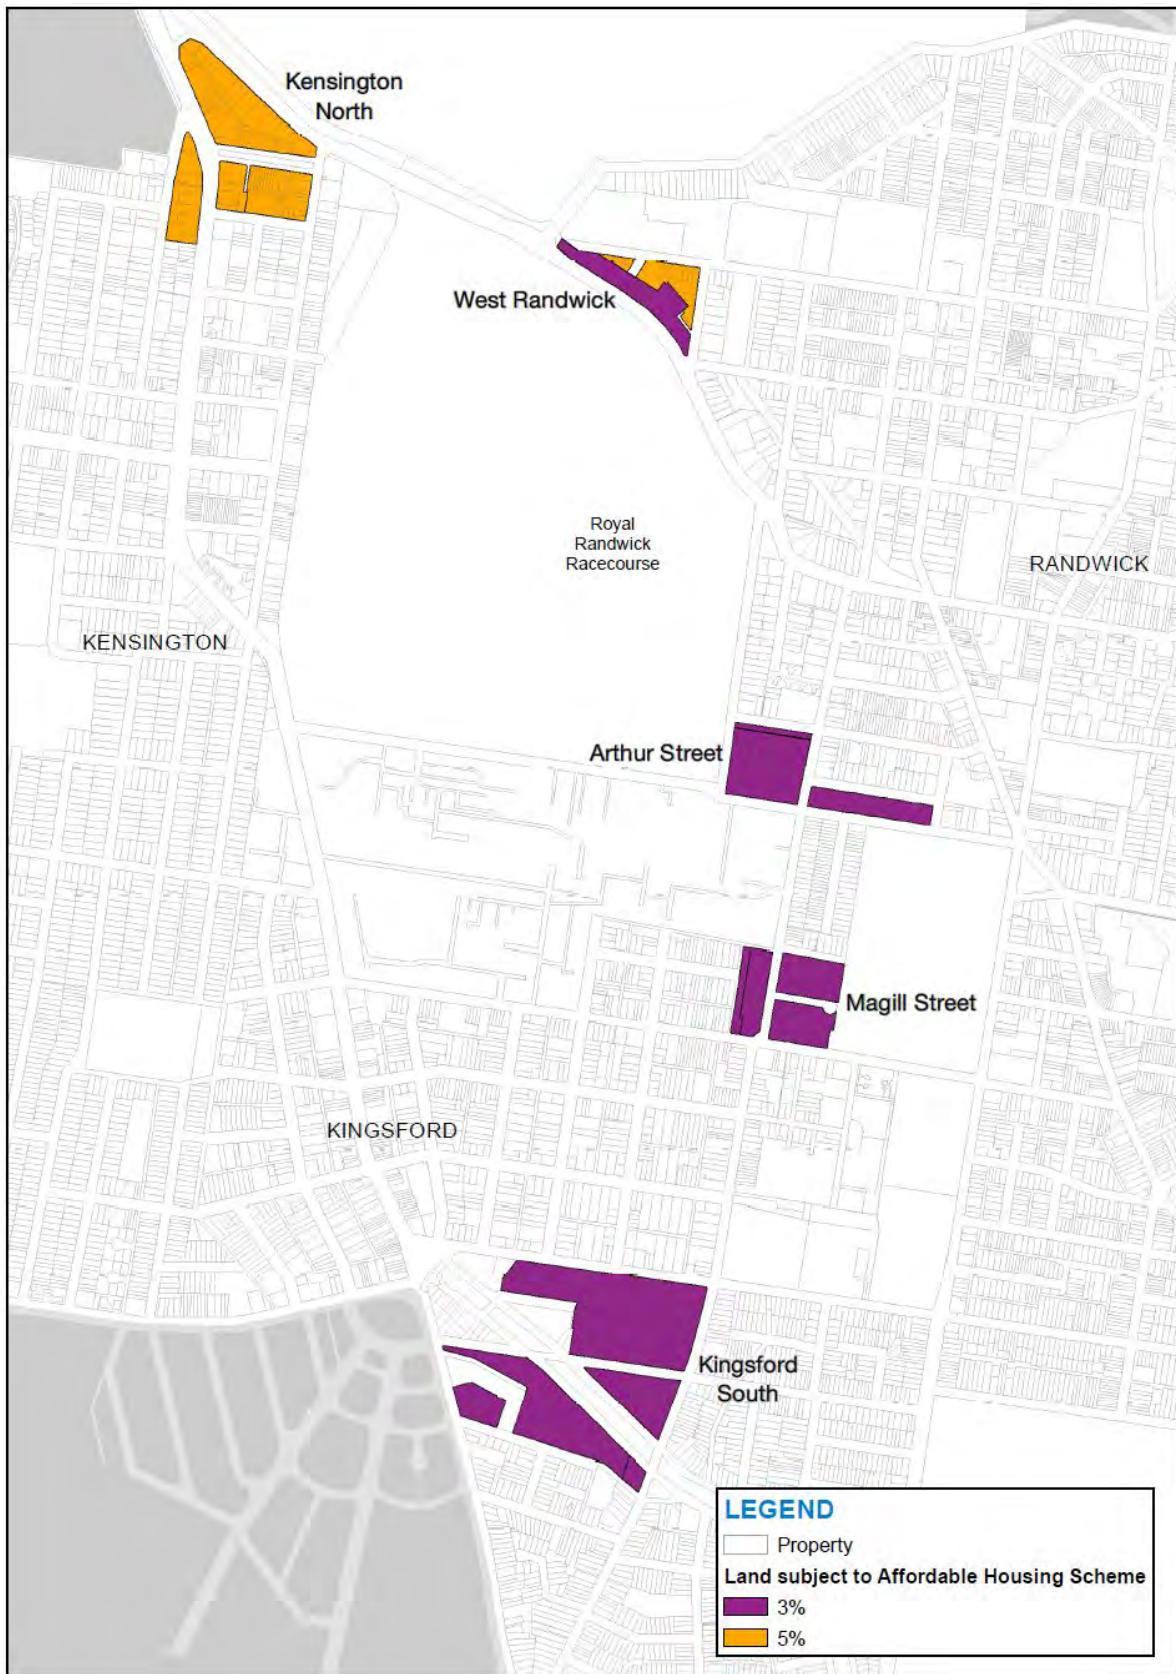 Kensington
North
West Randwick
Royal
Randwick
Racecourse
RANDWICK
KENSINGTON
Arthur Street
Magill Street
KINGSFORD
Kingsford
South
LEGEND
Property
Land subject to Affordable Housing Scheme
3%
5%